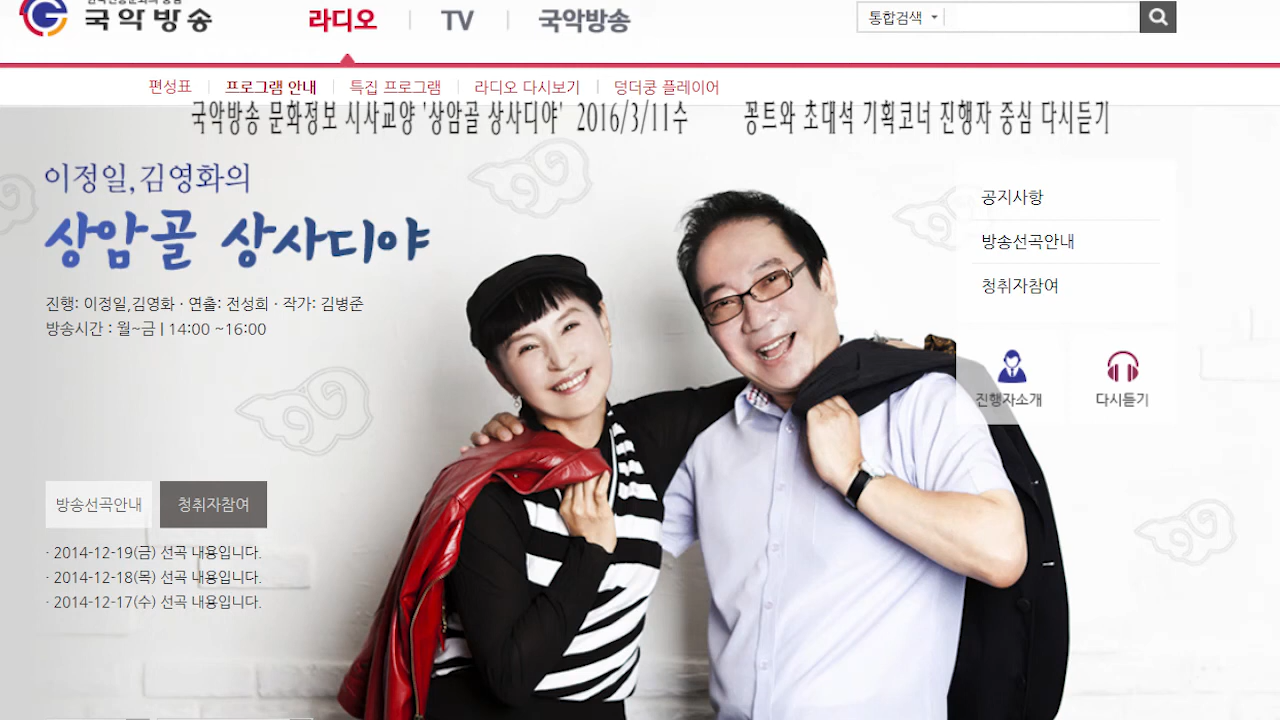 국악방송
라디오
TV
국악방송
통합검색
편성표
프로그램 안내
특집 프로그램
라디오 다시보기
덩더쿵 플레이어
국악방송 문화정보 시사교양 '상암골 상사디야' 2016/3/11수 꽁트와 초대석 기획코너 진행자 중심 다시듣기
이정일,김영화의
상암골 상사디야
진행: 이정일,김영화 · 연출: 전성희 · 작가: 김병준
방송시간 : 월~금 | 14:00 ~16:00
공지사항
방송선곡안내
청취자참여
진행자소개
다시듣기
방송선곡안내
청취자참여
· 2014-12-19(금) 선곡 내용입니다.
· 2014-12-18(목) 선곡 내용입니다.
· 2014-12-17(수) 선곡 내용입니다.